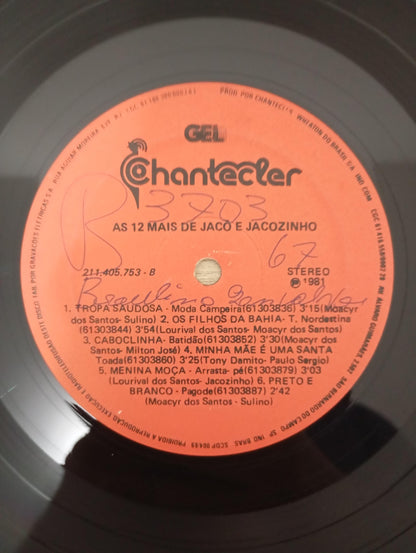 GEL
Chantecler
B 3703
AS 12 MAIS DE JACÓ E JACOZINHO
67
211.405.753 - B
STEREO
℗ 1981
1. TROPA SAUDOSA - Moda Campeira(61303836) 3'15(Moacyr
dos Santos- Sulino) 2. OS FILHOS DA BAHIA- T. Nordestina
(61303844) 3'54(Lourival dos Santos- Moacyr dos Santos)
3. CABOCLINHA- Batidão(61303852) 3'30(Moacyr dos
Santos- Milton José) 4. MINHA MÃE É UMA SANTA
Toada(61303860) 3'25(Tony Damito- Paulo Sérgio)
5. MENINA MOÇA - Arrasta- pé(61303879) 3'03
(Lourival dos Santos- Jacozinho) 6. PRETO E
BRANCO - Pagode(61303887) 2'42
(Moacyr dos Santos - Sulino)